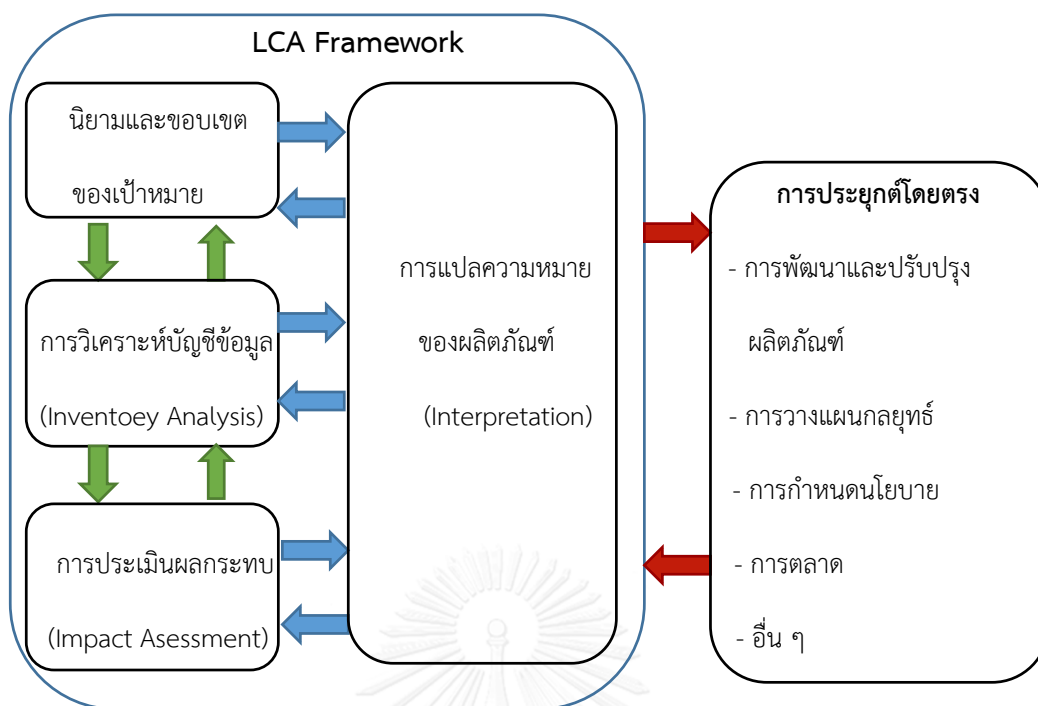 LCA Framework
นิยามและขอบเขต
ของเป้าหมาย
การวิเคราะห์บัญชีข้อมูล
(Inventoey Analysis)
การประเมินผลกระทบ
(Impact Asessment)
การแปลความหมาย
ของผลิตภัณฑ์
(Interpretation)
การประยุกต์โดยตรง
- การพัฒนาและปรับปรุง
ผลิตภัณฑ์
- การวางแผนกลยุทธ์
- การกำหนดนโยบาย
- การตลาด
- อื่น ๆ